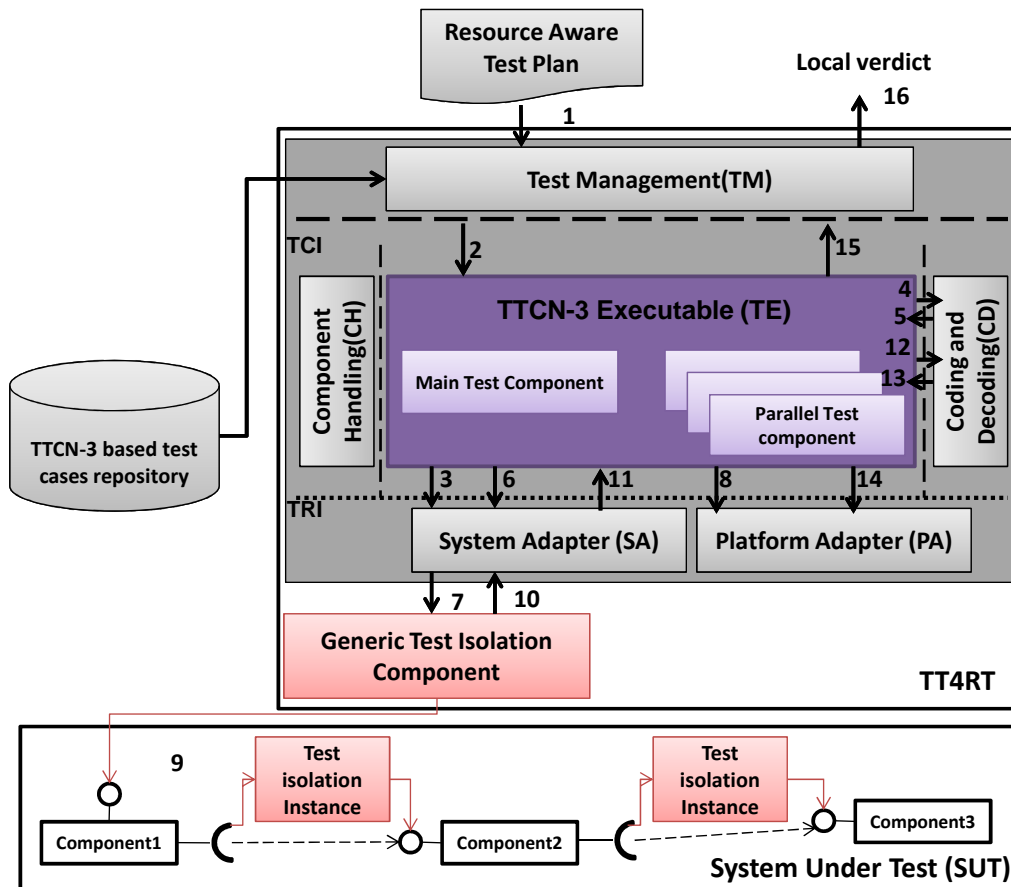 Resource Aware
Test Plan
Local verdict
16
1
Test Management(TM)
TCI
2
15
Component
Handling(CH)
TTCN-3 Executable (TE)
4
5
12
13
Coding and
Decoding(CD)
Main Test Component
Parallel Test
component
TTCN-3 based test
cases repository
3
6
11
8
14
TRI
System Adapter (SA)
Platform Adapter (PA)
7
10
Generic Test Isolation
Component
TT4RT
9
Test
isolation
Instance
Test
isolation
Instance
Component1
Component2
Component3
System Under Test (SUT)